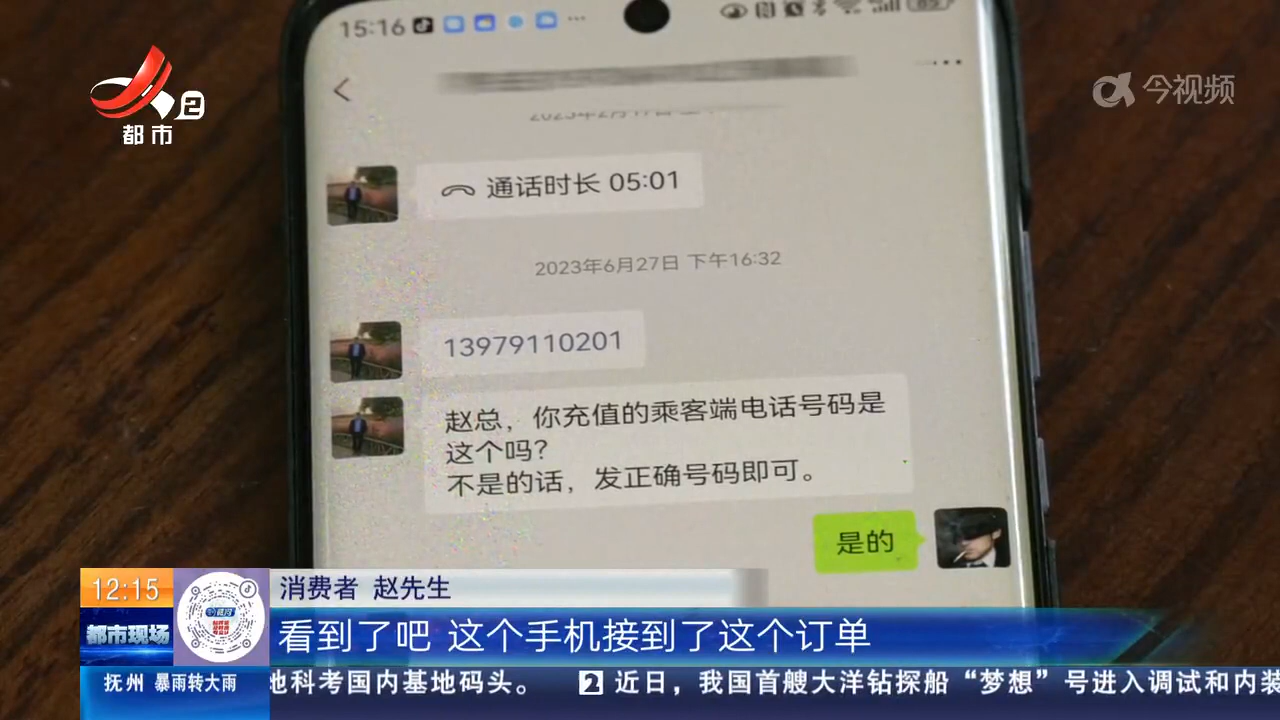 15:16
2
都市
今视频
通话时长 05:01
2023年6月27日 下午16:32
13979110201
赵总，你充值的乘客端电话号码是
这个吗？
不是的话，发正确号码即可。
是的
12:15
消费者 赵先生
都市现场
看到了吧 这个手机接到了这个订单
抚州 暴雨转大雨
地科考国内基地码头。 2 近日，我国首艘大洋钻探船“梦想”号进入调试和内装